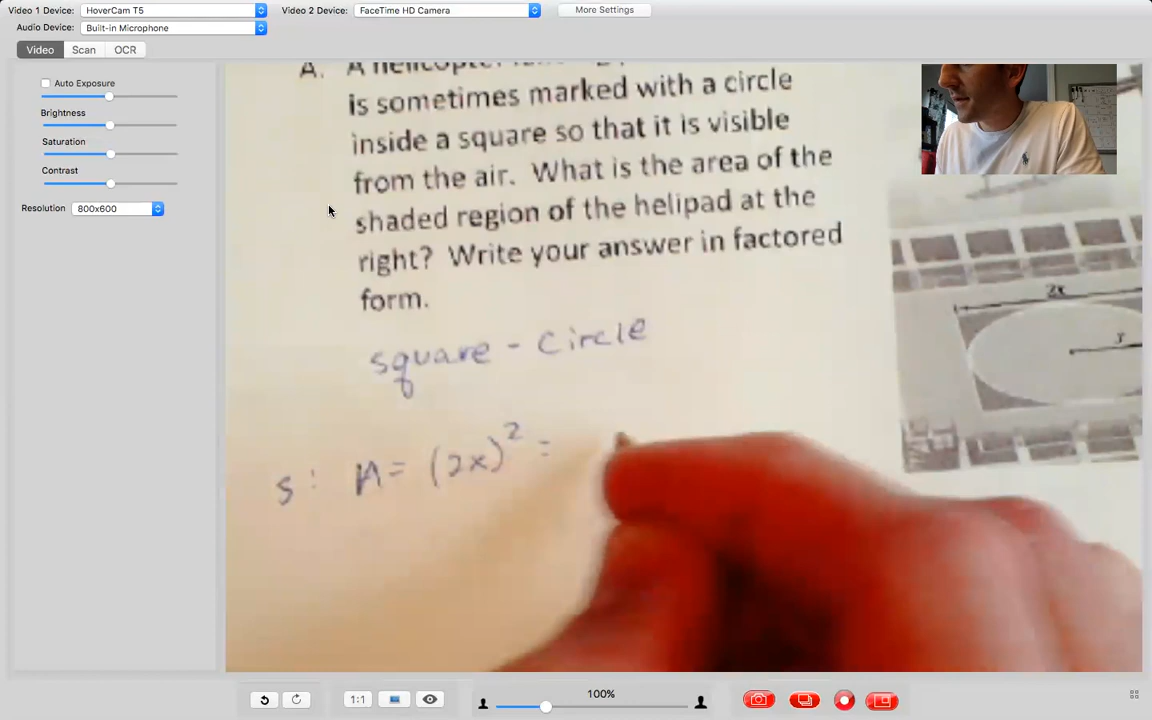 Video 1 Device: HoverCam T5 Video 2 Device: FaceTime HD Camera More Settings
Audio Device: Built-in Microphone
Video Scan OCR
Auto Exposure
Brightness
Saturation
Contrast
Resolution 800x600
A. A helicopter
is sometimes marked with a circle
inside a square so that it is visible
from the air. What is the area of the
shaded region of the helipad at the
right? Write your answer in factored
form.
square - circle
s: A = (2x)² =
2x
1:1 100%